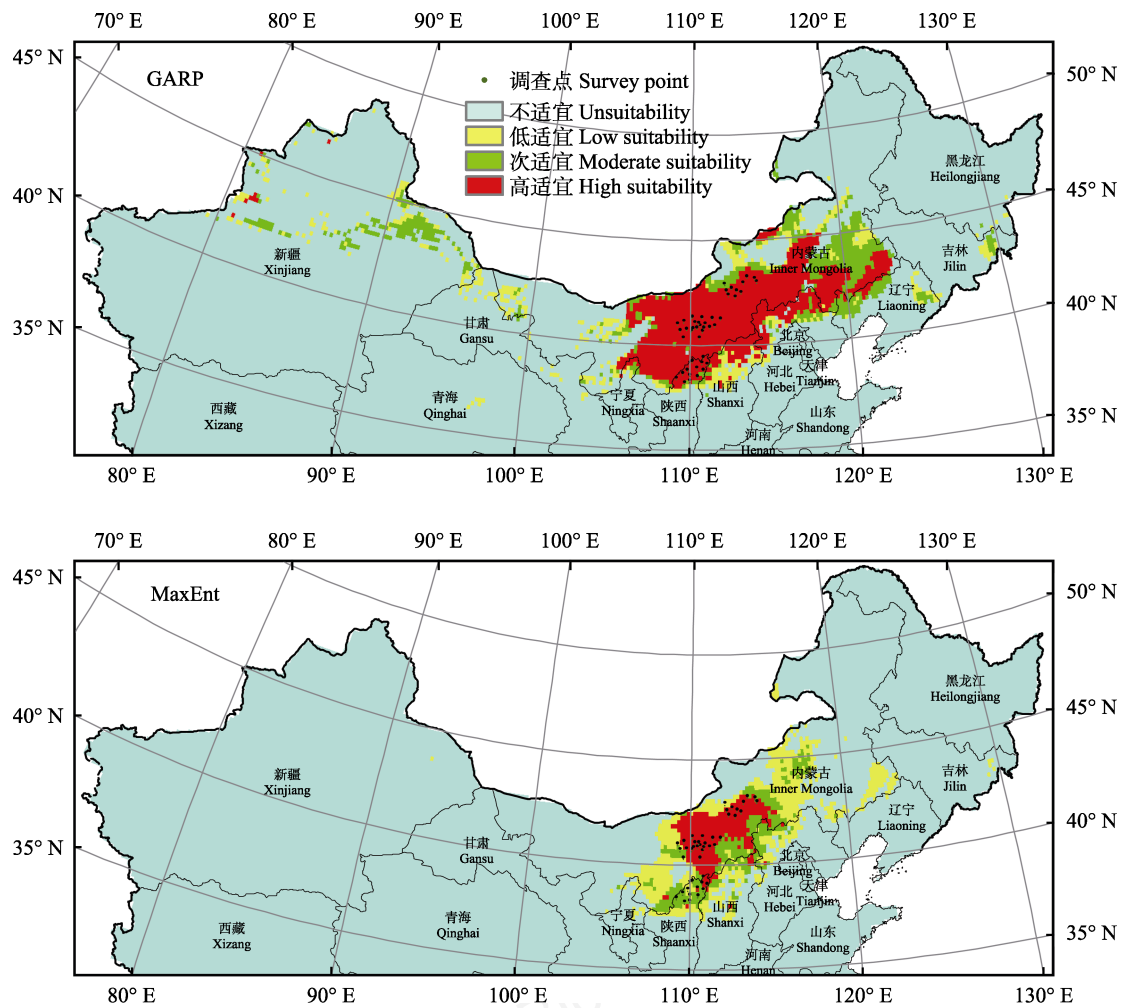 70° E 80° E 90° E 100° E 110° E 120° E 130° E
45° N
50° N
GARP
调查点 Survey point
不适宜 Unsuitability
低适宜 Low suitability
次适宜 Moderate suitability
高适宜 High suitability
黑龙江
Heilongjiang
40° N
45° N
新疆
Xinjiang
内蒙古
Inner Mongolia
吉林
Jilin
辽宁
Liaoning
40° N
35° N
甘肃
Gansu
北京
Beijing
天津
Tianjin
河北
Hebei
山西
Shanxi
宁夏
Ningxia
陕西
Shaanxi
青海
Qinghai
西藏
Xizang
山东
Shandong
35° N
河南
Henan
80° E 90° E 100° E 110° E 120° E 130° E
70° E 80° E 90° E 100° E 110° E 120° E 130° E
45° N
50° N
MaxEnt
黑龙江
Heilongjiang
40° N
45° N
新疆
Xinjiang
内蒙古
Inner Mongolia
吉林
Jilin
辽宁
Liaoning
40° N
35° N
甘肃
Gansu
北京
Beijing
天津
Tianjin
河北
Hebei
山西
Shanxi
宁夏
Ningxia
陕西
Shaanxi
青海
Qinghai
西藏
Xizang
山东
Shandong
35° N
河南
Henan
80° E 90° E 100° E 110° E 120° E 130° E